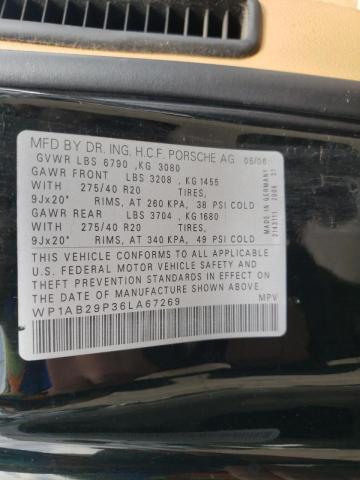 MFD BY DR. ING. H.C.F. PORSCHE AG 05/06
GVWR LBS 6790 ,KG 3080
GAWR FRONT LBS 3208 ,KG 1455
WITH 275/40 R20 TIRES,
9Jx20" RIMS, AT 260 KPA, 38 PSI COLD
GAWR REAR LBS 3704 ,KG 1680
WITH 275/40 R20 TIRES,
9Jx20" RIMS, AT 340 KPA, 49 PSI COLD
THIS VEHICLE CONFORMS TO ALL APPLICABLE
U.S. FEDERAL MOTOR VEHICLE SAFETY AND
THEFT PREVENTION STANDARDS IN EFFECT ON
THE DATE OF MANUFACTURE SHOWN ABOVE.
WP1AB29P36LA67269 MPV
MADE IN GERMANY